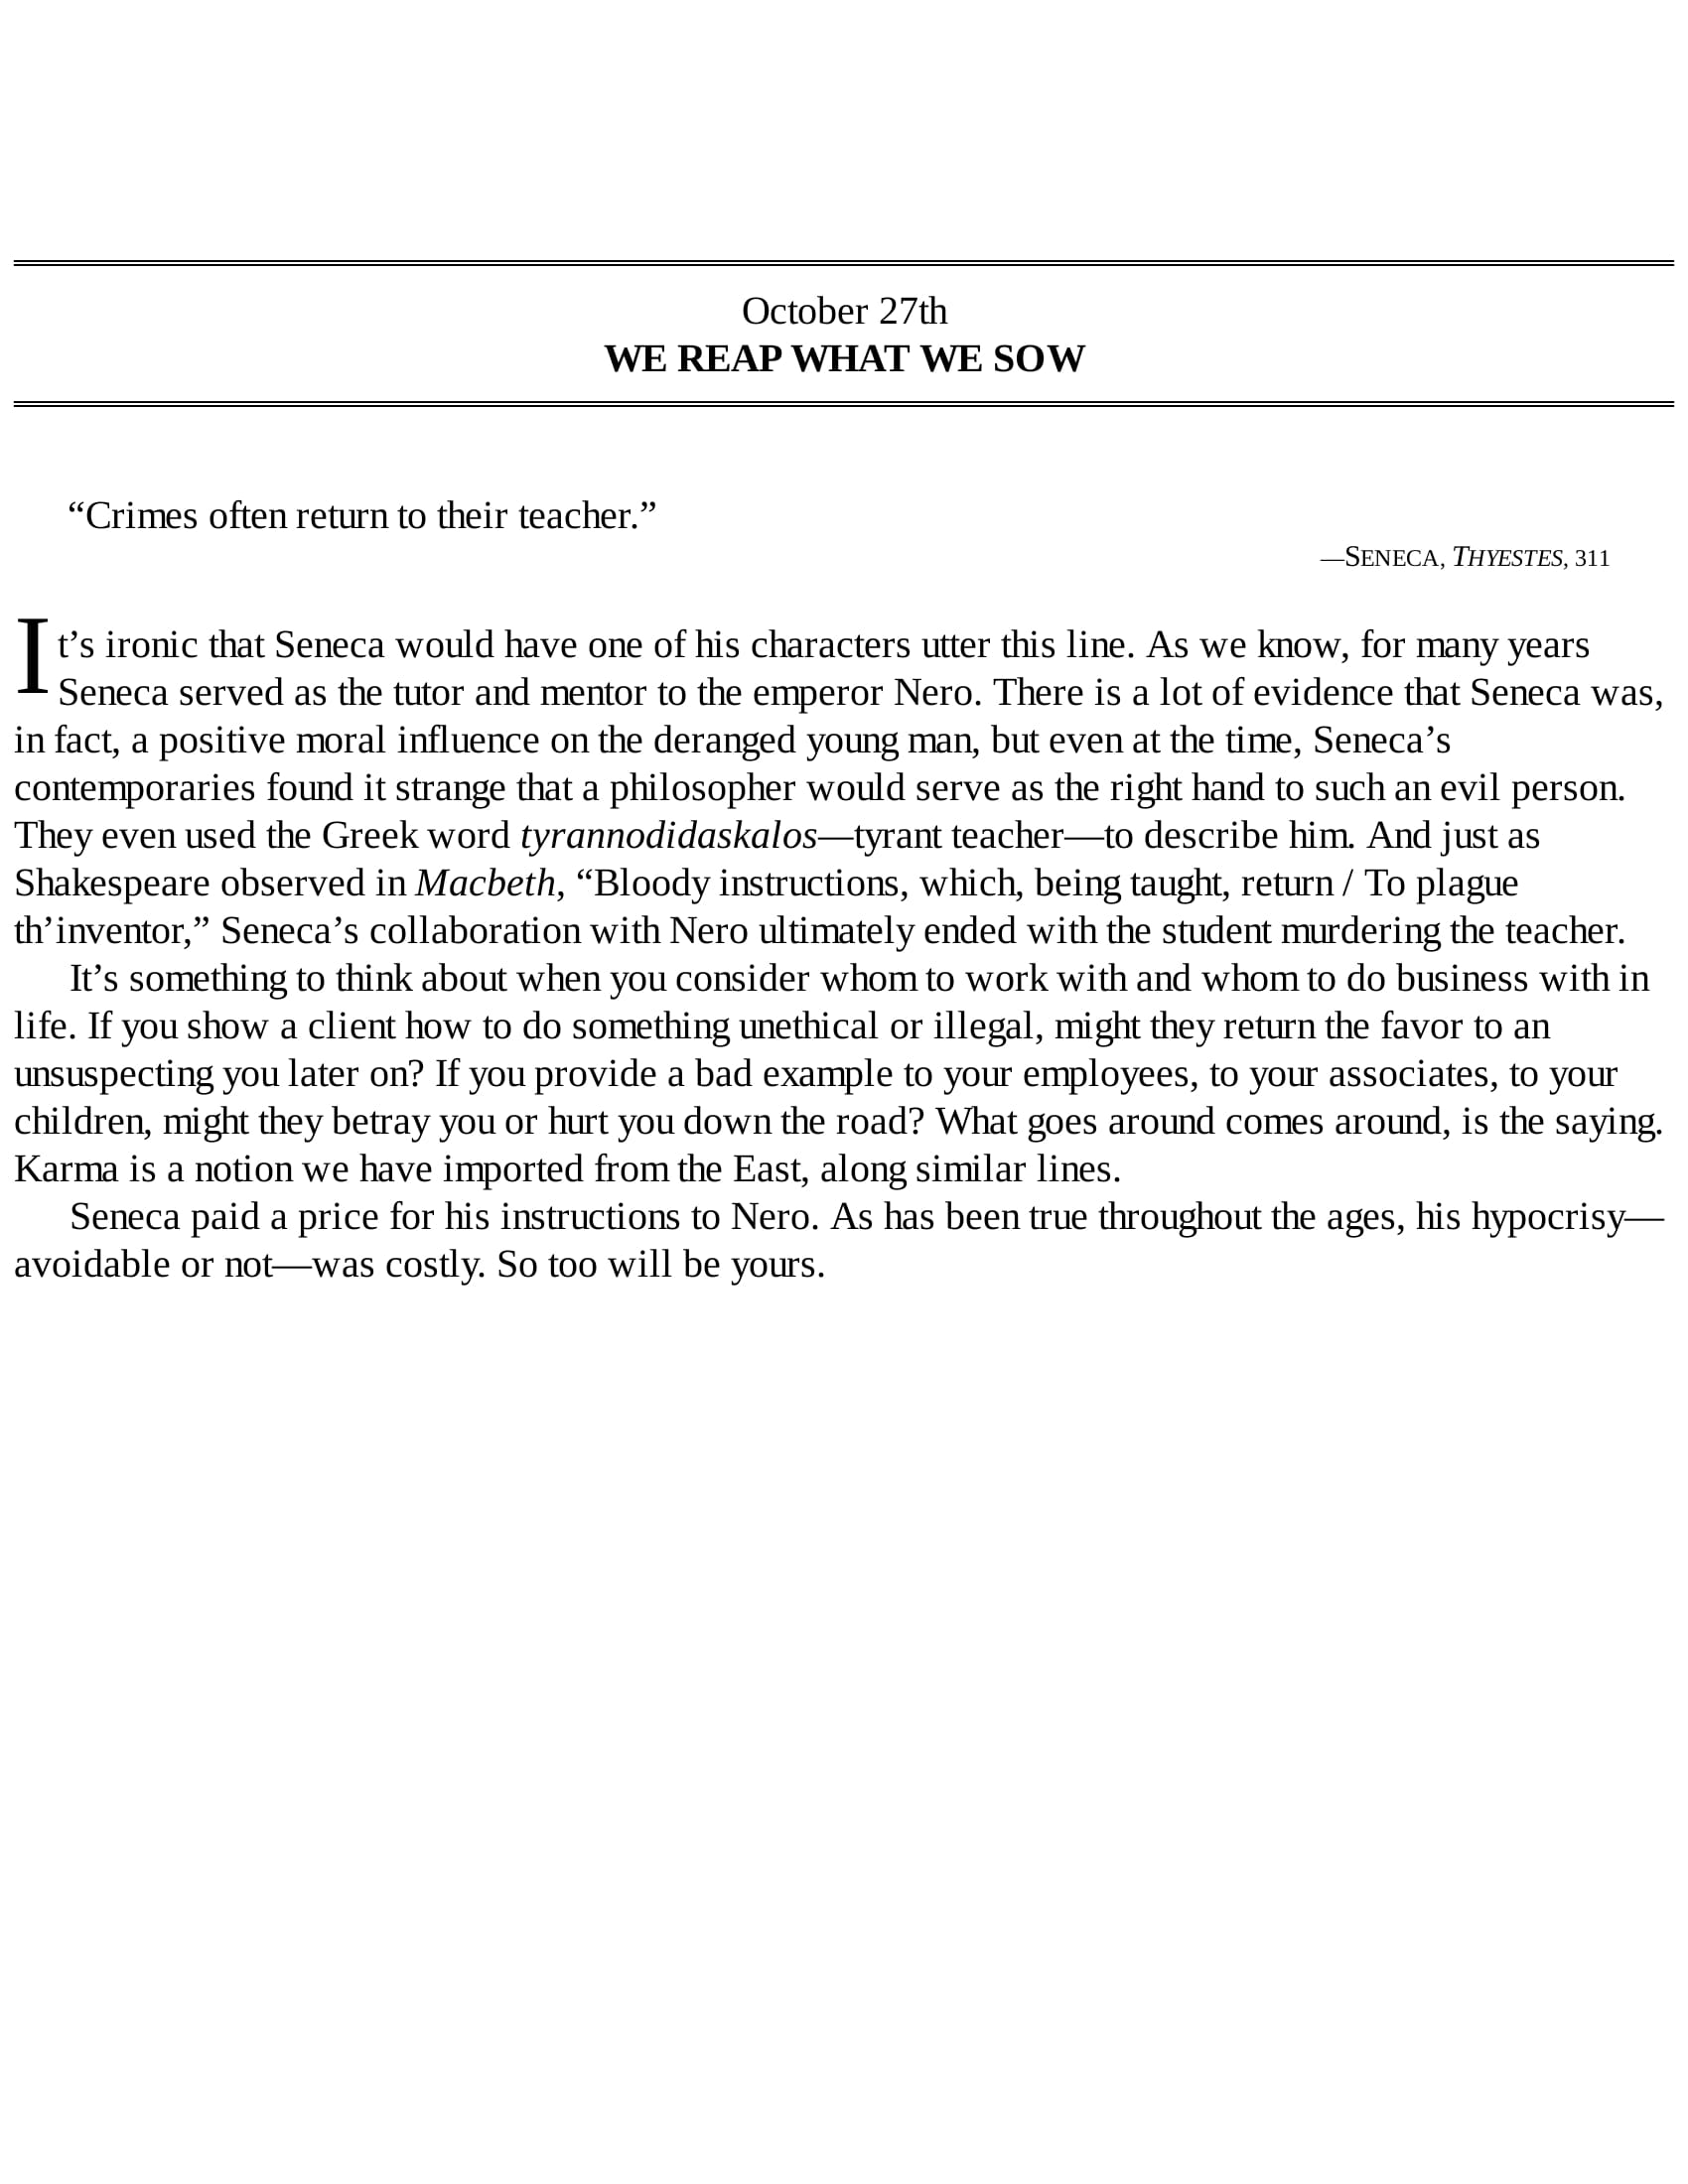 October 27th
WE REAP WHAT WE SOW
“Crimes often return to their teacher.”
—SENECA, THYESTES, 311
It’s ironic that Seneca would have one of his characters utter this line. As we know, for many years
Seneca served as the tutor and mentor to the emperor Nero. There is a lot of evidence that Seneca was,
in fact, a positive moral influence on the deranged young man, but even at the time, Seneca’s
contemporaries found it strange that a philosopher would serve as the right hand to such an evil person.
They even used the Greek word tyrannodidaskalos—tyrant teacher—to describe him. And just as
Shakespeare observed in Macbeth, “Bloody instructions, which, being taught, return / To plague
th’inventor,” Seneca’s collaboration with Nero ultimately ended with the student murdering the teacher.
It’s something to think about when you consider whom to work with and whom to do business with in
life. If you show a client how to do something unethical or illegal, might they return the favor to an
unsuspecting you later on? If you provide a bad example to your employees, to your associates, to your
children, might they betray you or hurt you down the road? What goes around comes around, is the saying.
Karma is a notion we have imported from the East, along similar lines.
Seneca paid a price for his instructions to Nero. As has been true throughout the ages, his hypocrisy—
avoidable or not—was costly. So too will be yours.